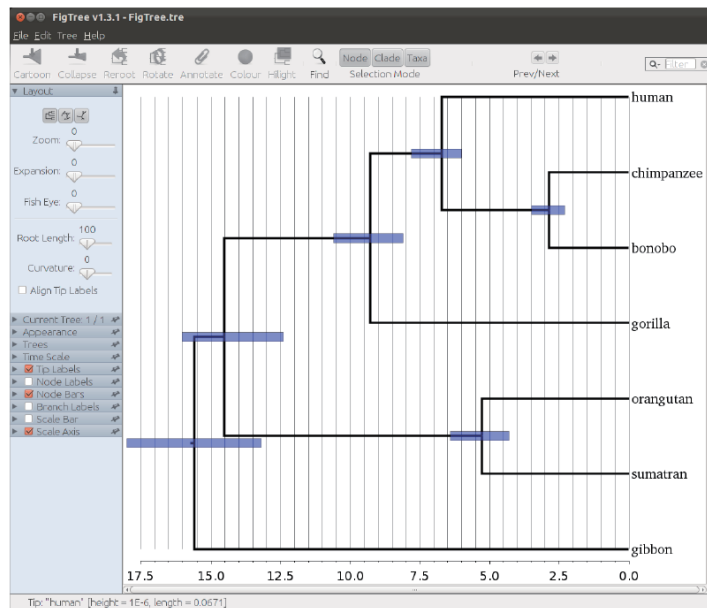 FigTree v1.3.1 - FigTree.tre
File Edit Tree Help
Cartoon Collapse Reroot Rotate Annotate Colour Hilight Find
Node Clade Taxa
Selection Mode
Prev/Next
Q- Filter
Layout
0
Zoom:
0
Expansion:
0
Fish Eye:
100
Root Length:
0
Curvature:
Align Tip Labels
Current Tree: 1 / 1
Appearance
Trees
Time Scale
Tip Labels
Node Labels
Node Bars
Branch Labels
Scale Bar
Scale Axis
human
chimpanzee
bonobo
gorilla
orangutan
sumatran
gibbon
17.5 15.0 12.5 10.0 7.5 5.0 2.5 0.0
Tip: "human" [height = 1E-6, length = 0.0671]